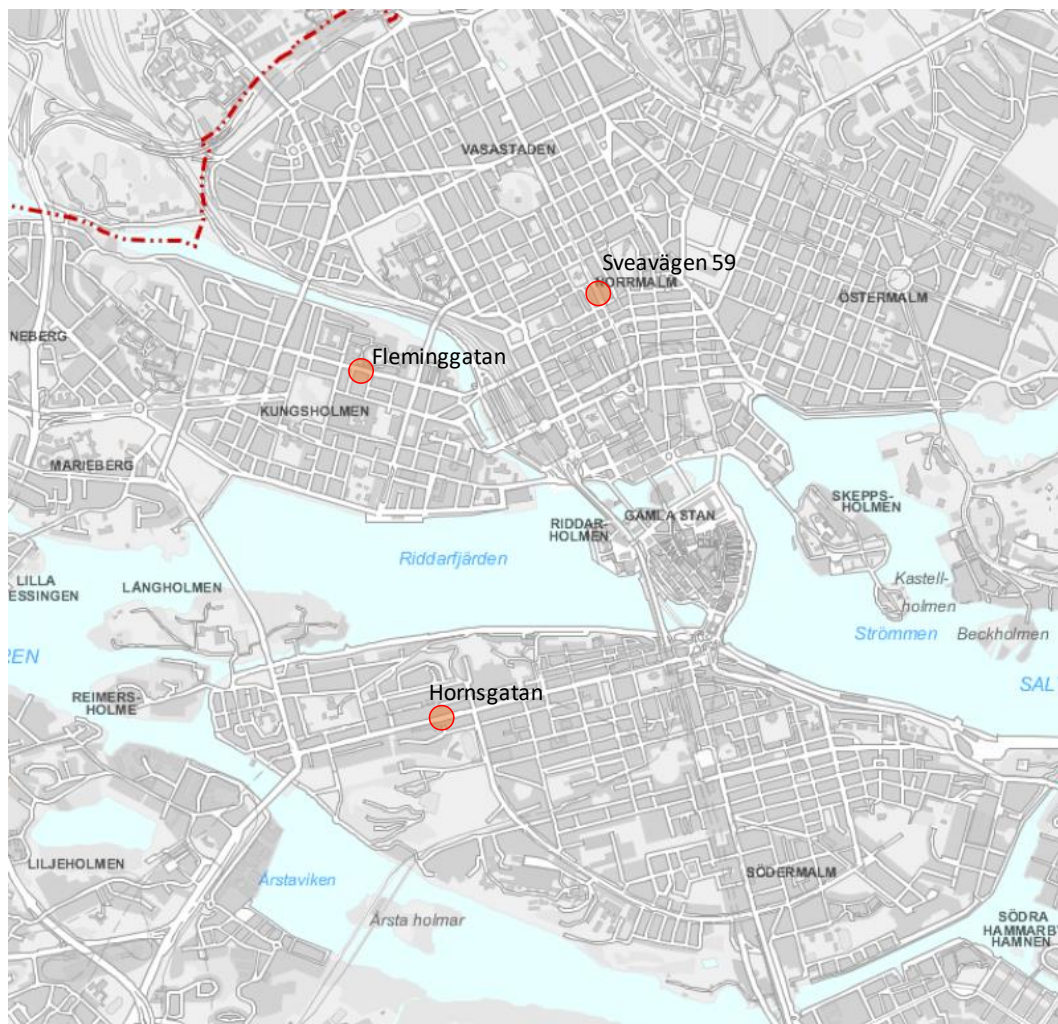 VASASTADEN
Sveavägen 59
NORRMALM
ÖSTERMALM
NEBERG
Fleminggatan
KUNGSHOLMEN
MARIEBERG
SKEPPS-
HOLMEN
GAMLA STAN
RIDDAR-
HOLMEN
Riddarfjärden
LILLA
ESSINGEN
LÅNGHOLMEN
Kastell-
holmen
Strömmen
Beckholmen
REN
SAL
REIMERS-
HOLME
Hornsgatan
LILJEHOLMEN
Årstaviken
SÖDERMALM
Årsta holmar
SÖDRA
HAMMARBY
HAMNEN